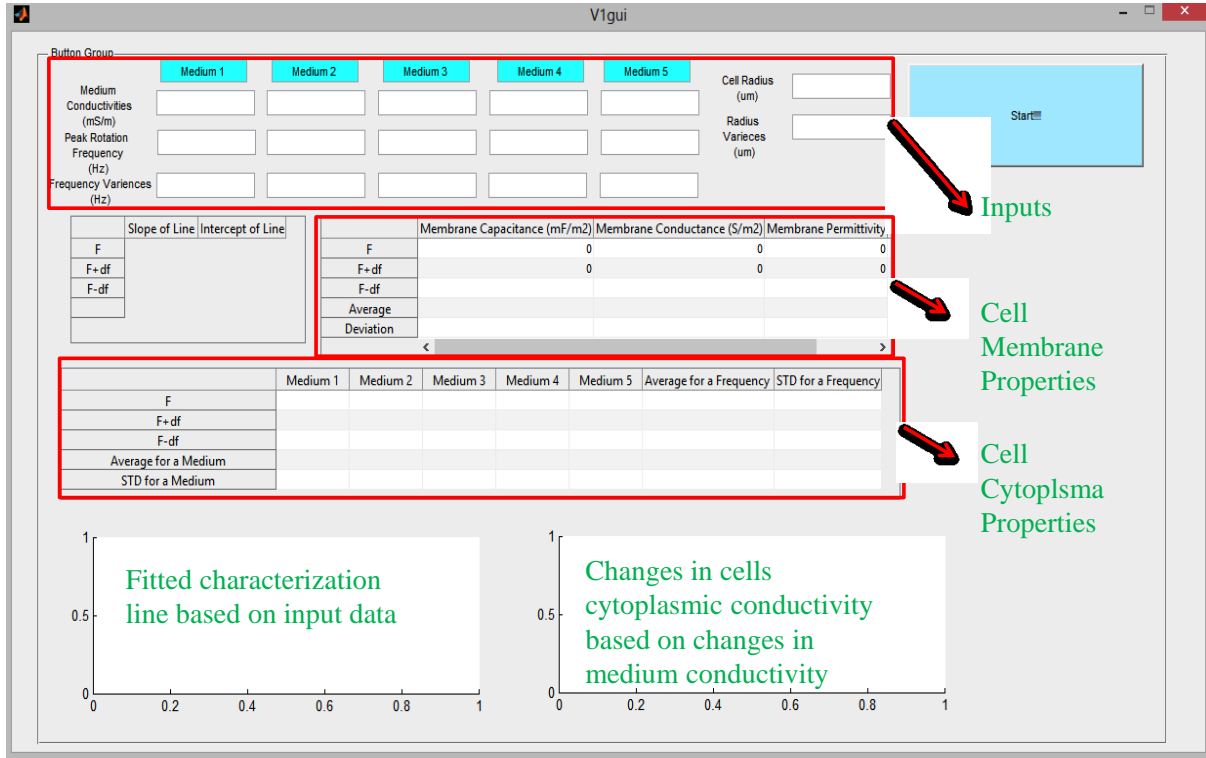 V1gui
Button Group
Medium 1 Medium 2 Medium 3 Medium 4 Medium 5
Medium
Conductivities
(mS/m)
Cell Radius
(um)
Peak Rotation
Frequency
(Hz)
Radius
Varieces
(um)
Frequency Variences
(Hz)
Start
Inputs
Slope of Line Intercept of Line
F
F+df
F-df
Membrane Capacitance (mF/m2) Membrane Conductance (S/m2) Membrane Permittivity
F 0 0 0
F+df 0 0 0
F-df
Average
Deviation
Cell
Membrane
Properties
Medium 1 Medium 2 Medium 3 Medium 4 Medium 5 Average for a Frequency STD for a Frequency
F
F+df
F-df
Average for a Medium
STD for a Medium
Cell
Cytoplsma
Properties
1
0.5
0
0 0.2 0.4 0.6 0.8 1
Fitted characterization
line based on input data
1
0.5
0
0 0.2 0.4 0.6 0.8 1
Changes in cells
cytoplasmic conductivity
based on changes in
medium conductivity